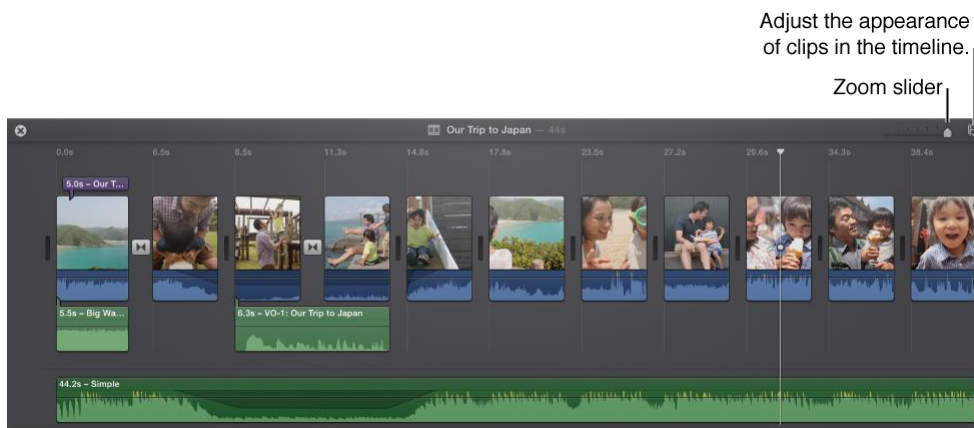 Adjust the appearance
of clips in the timeline.
Zoom slider
Our Trip to Japan — 44s
0,0s 6.5s 8.5s 11.3s 14.8s 17.8s 23.5s 27.2s 29.6s 34.3s 38.4s
5.0s – Our T...
5.5s – Big Wa...
6.3s – VO-1: Our Trip to Japan
44.2s – Simple